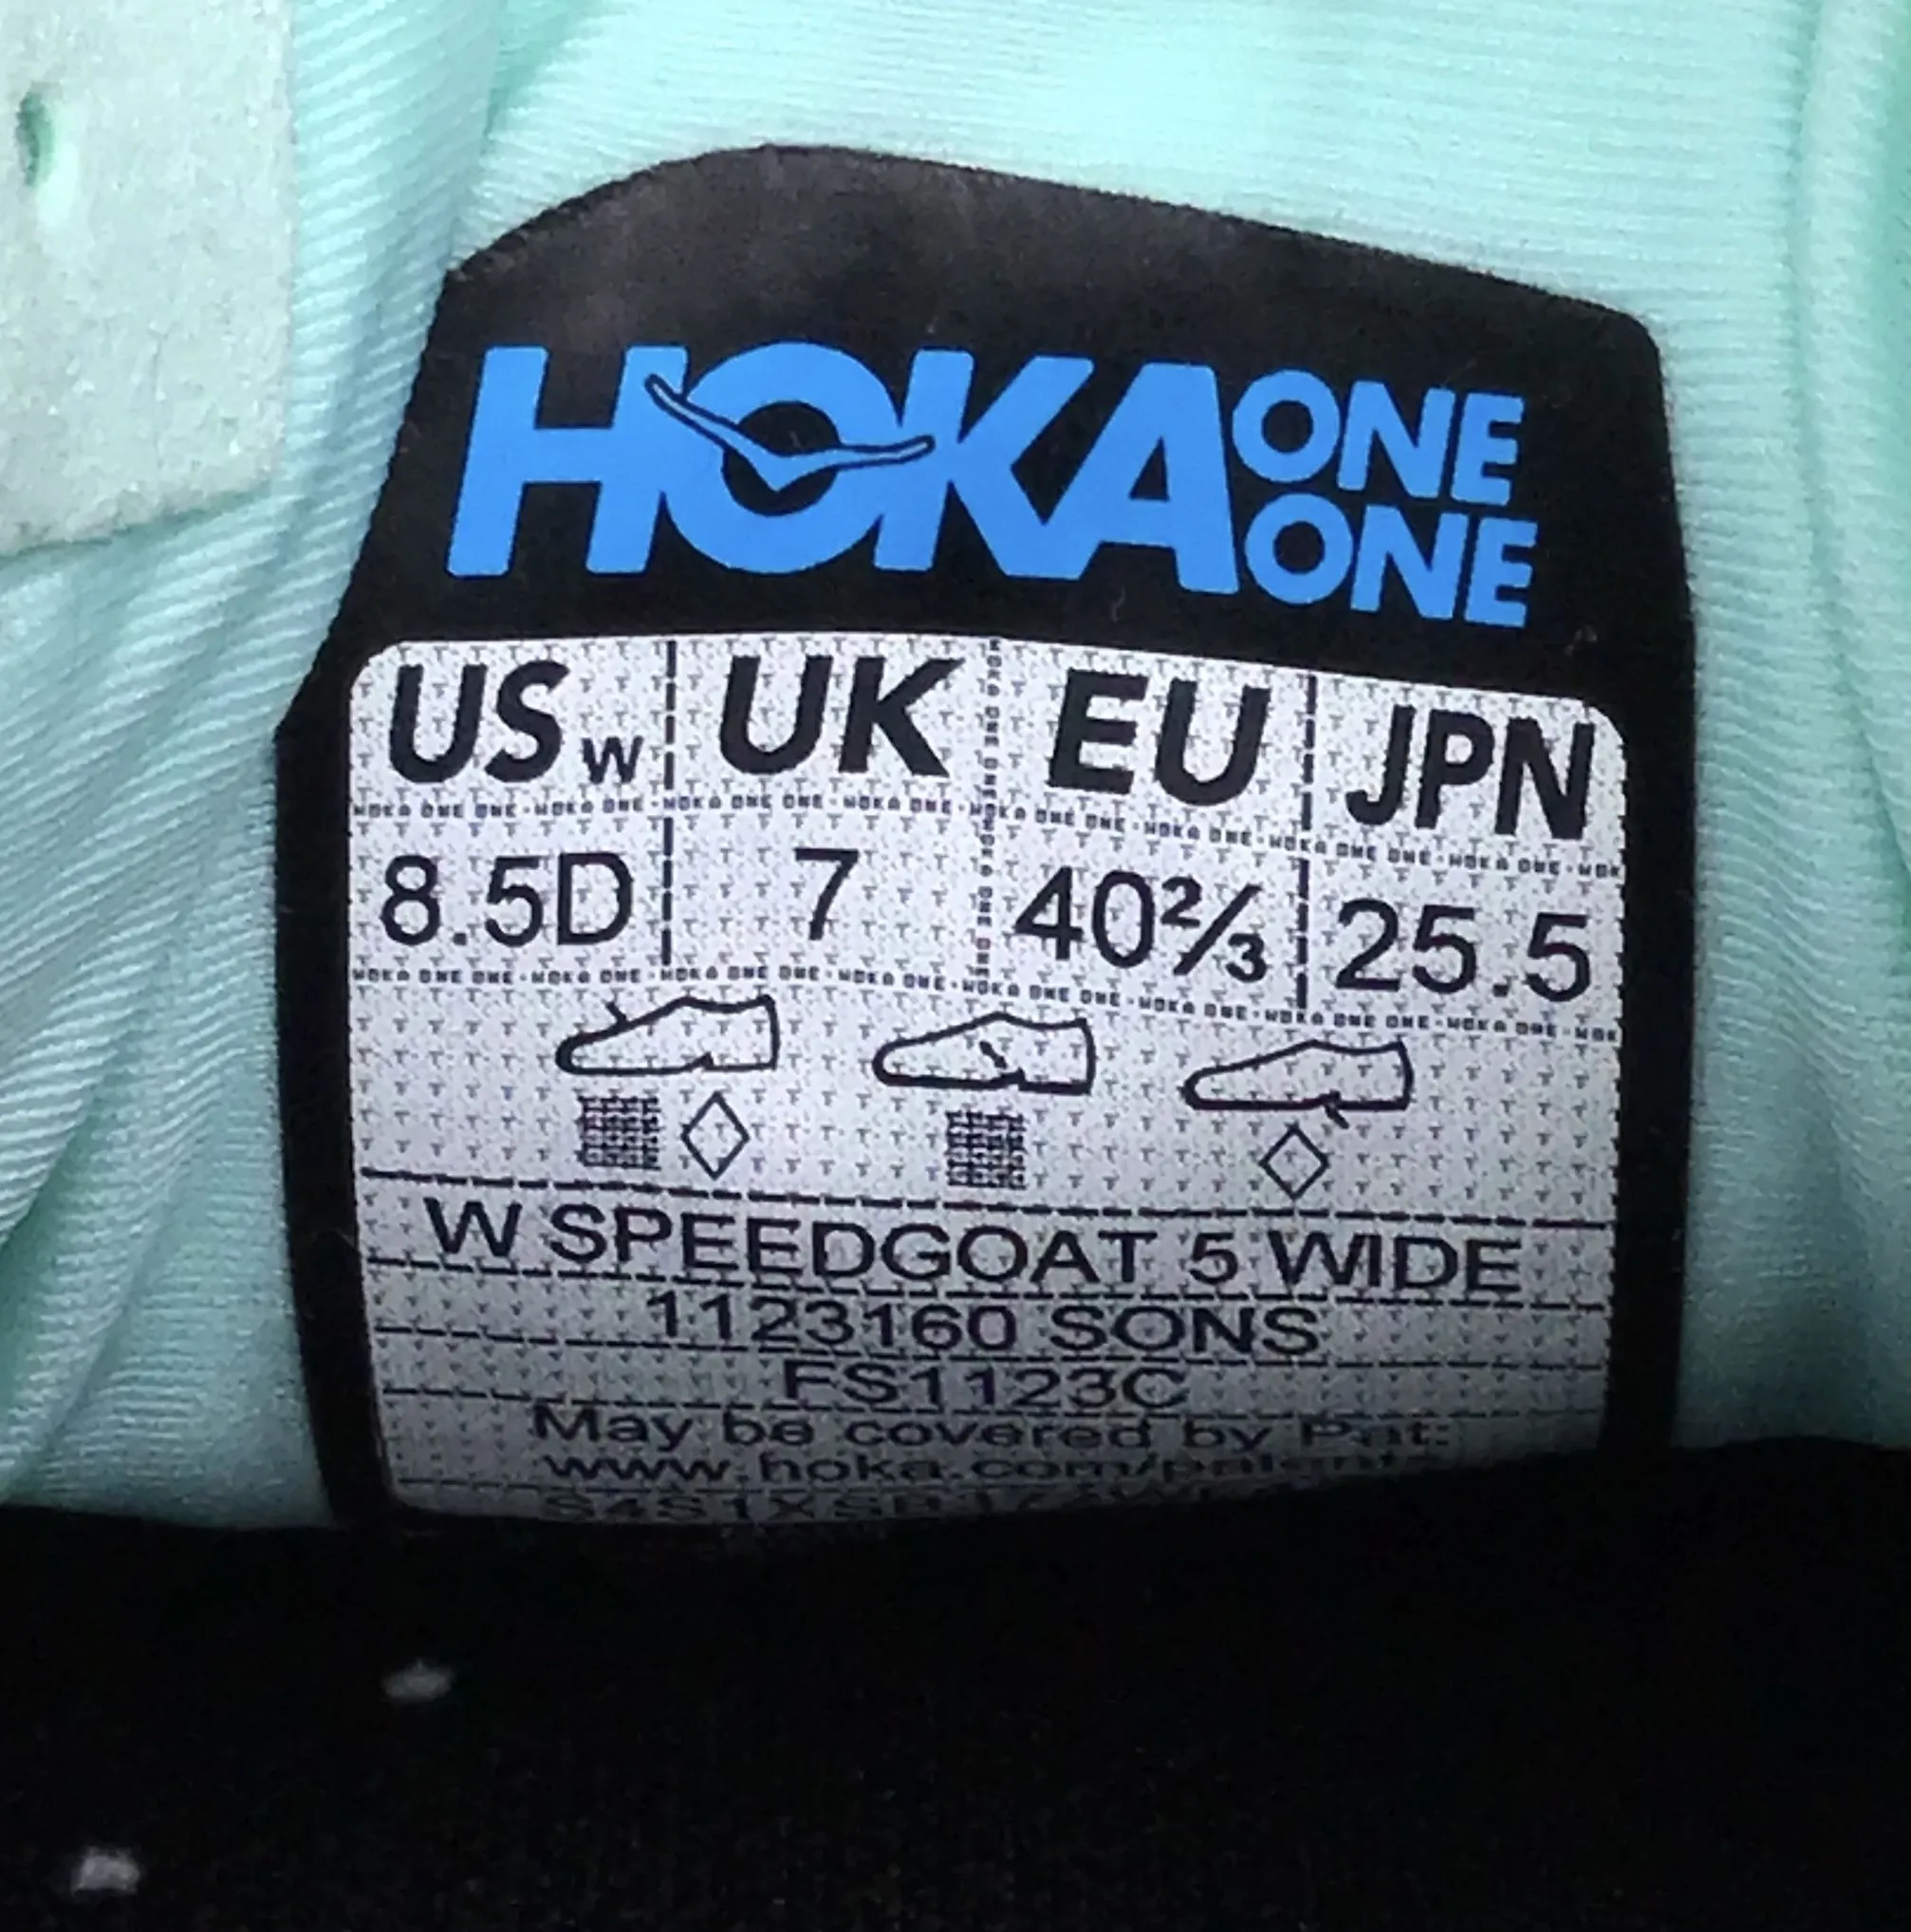 HOKA ONE ONE
USW UK EU JPN
8.5D 7 40⅔ 25.5
W SPEEDGOAT 5 WIDE
1123160 SONS
FS1123C
May be covered by Pat:
www.hoka.com/patents